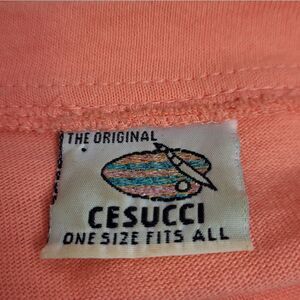 THE ORIGINAL
CESUCCI
ONE SIZE FITS ALL